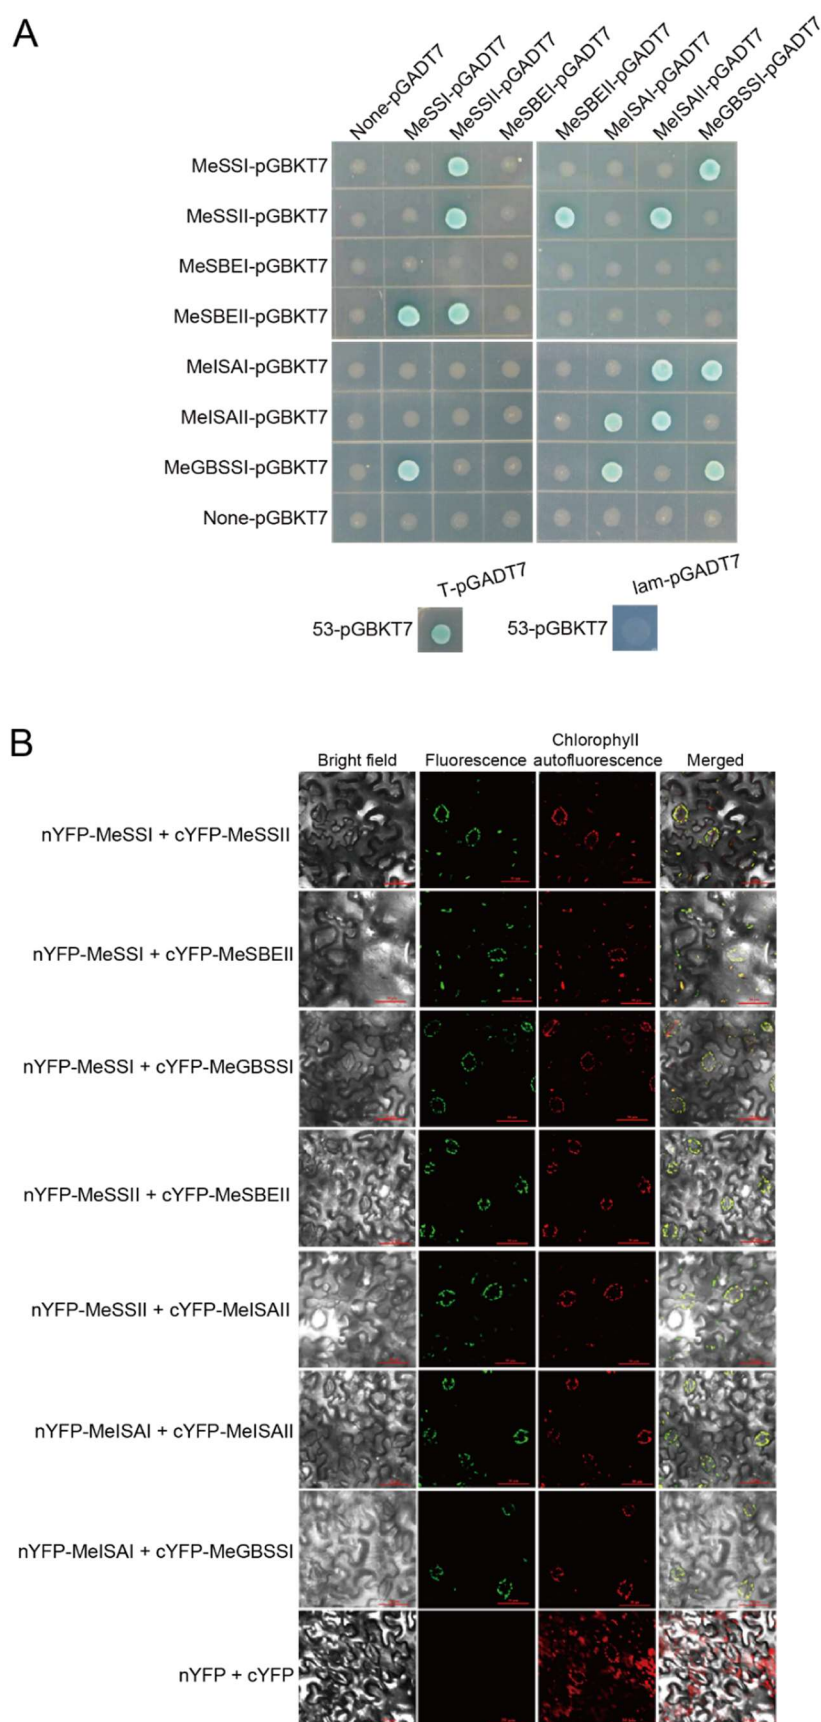 A
None-pGADT7
MeSSI-pGADT7
MeSSII-pGADT7
MeSBEI-pGADT7
MeSBEII-pGADT7
MeISAI-pGADT7
MeISAII-pGADT7
MeGBSSI-pGADT7
MeSSI-pGBKT7
MeSSII-pGBKT7
MeSBEI-pGBKT7
MeSBEII-pGBKT7
MeISAI-pGBKT7
MeISAII-pGBKT7
MeGBSSI-pGBKT7
None-pGBKT7
T-pGADT7
lam-pGADT7
53-pGBKT7
53-pGBKT7
B
Bright field
Fluorescence
Chlorophyll
autofluorescence
Merged
nYFP-MeSSI + cYFP-MeSSII
nYFP-MeSSI + cYFP-MeSBEII
nYFP-MeSSI + cYFP-MeGBSSI
nYFP-MeSSII + cYFP-MeSBEII
nYFP-MeSSII + cYFP-MeISAII
nYFP-MeISAI + cYFP-MeISAII
nYFP-MeISAI + cYFP-MeGBSSI
nYFP + cYFP